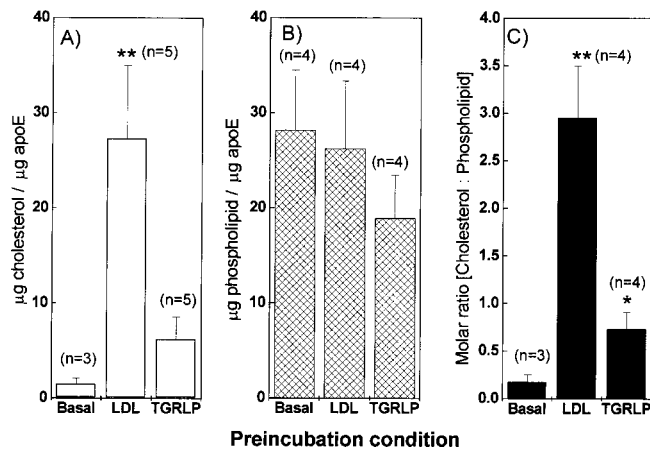 A)
** (n=5)
(n=5)
(n=3)
μg cholesterol / μg apoE
40
30
20
10
0
Basal LDL TGRLP
B)
(n=4)
(n=4)
(n=4)
μg phospholipid / μg apoE
40
30
20
10
0
Basal LDL TGRLP
C)
** (n=4)
(n=4)
*
(n=3)
Molar ratio [Cholesterol : Phospholipid]
4.0
3.5
3.0
2.5
2.0
1.5
1.0
0.5
0.0
Basal LDL TGRLP
Preincubation condition